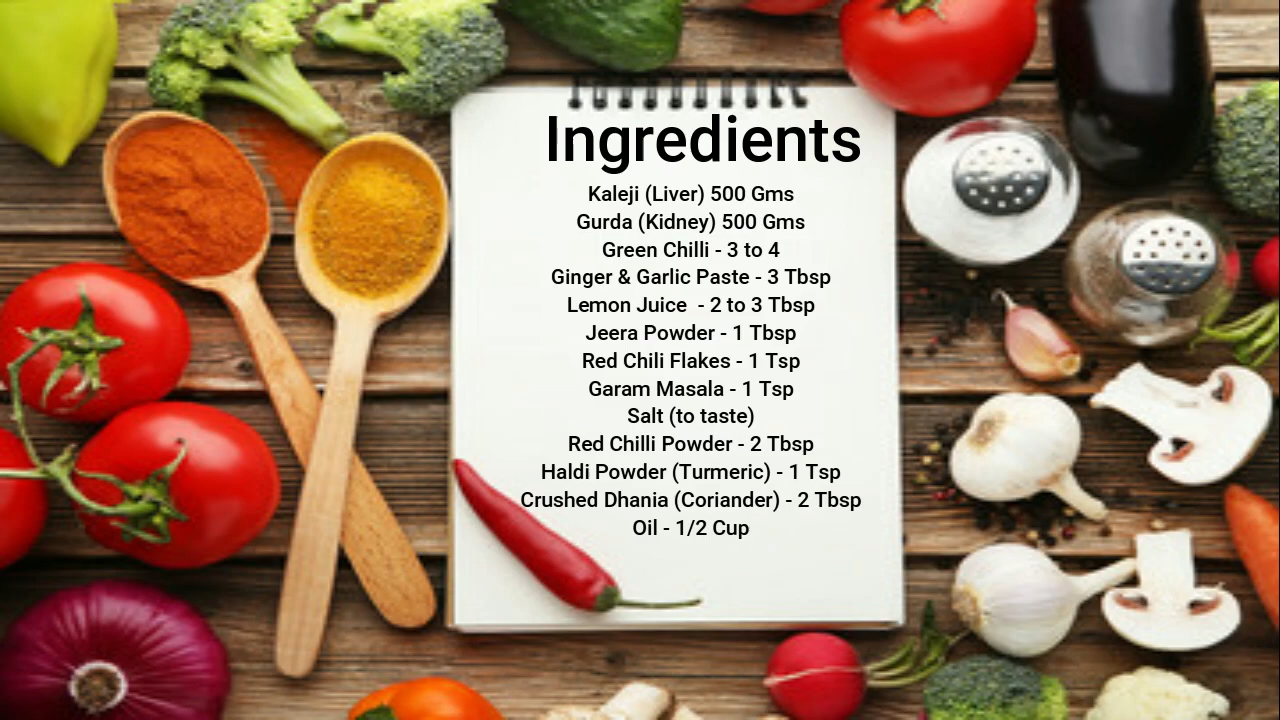 Ingredients
Kaleji (Liver) 500 Gms
Gurda (Kidney) 500 Gms
Green Chilli - 3 to 4
Ginger & Garlic Paste - 3 Tbsp
Lemon Juice  - 2 to 3 Tbsp
Jeera Powder - 1 Tbsp
Red Chili Flakes - 1 Tsp
Garam Masala - 1 Tsp
Salt (to taste)
Red Chilli Powder - 2 Tbsp
Haldi Powder (Turmeric) - 1 Tsp
Crushed Dhania (Coriander) - 2 Tbsp
Oil - 1/2 Cup